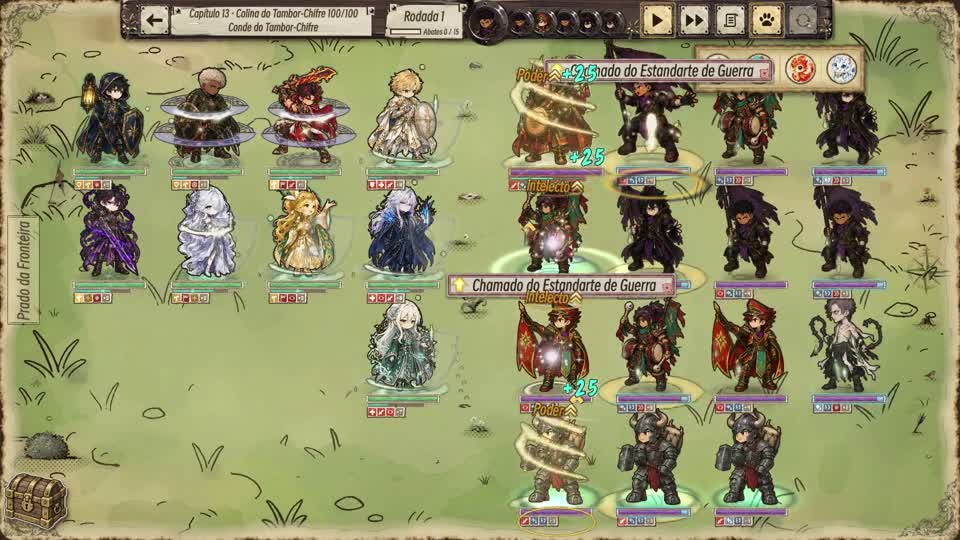 Capítulo 13 - Colina do Tambor-Chifre 100/100
Conde do Tambor-Chifre
Rodada 1
Abates 0 / 15
Poder
+25
mado do Estandarte de Guerra
+25
Intelecto
Prado da Fronteira
Chamado do Estandarte de Guerra
Intelecto
+25
Poder